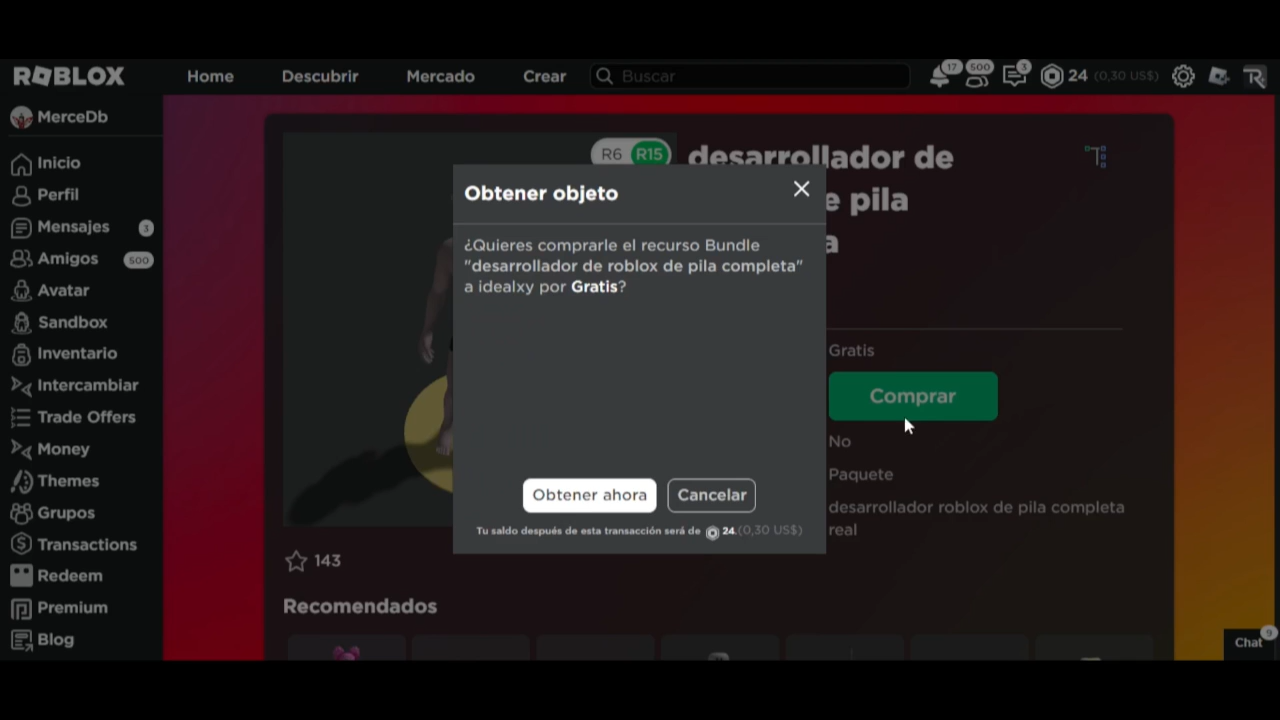 ROBLOX
Home
Descubrir
Mercado
Crear
Buscar
17
500
3
24 (0,30 US$)
MerceDb
Inicio
Perfil
Mensajes 3
Amigos 500
Avatar
Sandbox
Inventario
Intercambiar
Trade Offers
Money
Themes
Grupos
Transactions
Redeem
Premium
Blog
R6 R15
desarrollador de
e pila
a
Obtener objeto
¿Quieres comprarle el recurso Bundle
"desarrollador de roblox de pila completa"
a idealxy por Gratis?
Obtener ahora
Cancelar
Tu saldo después de esta transacción será de 24.(0,30 US$)
Gratis
Comprar
No
Paquete
desarrollador roblox de pila completa
real
143
Recomendados
Chat 9